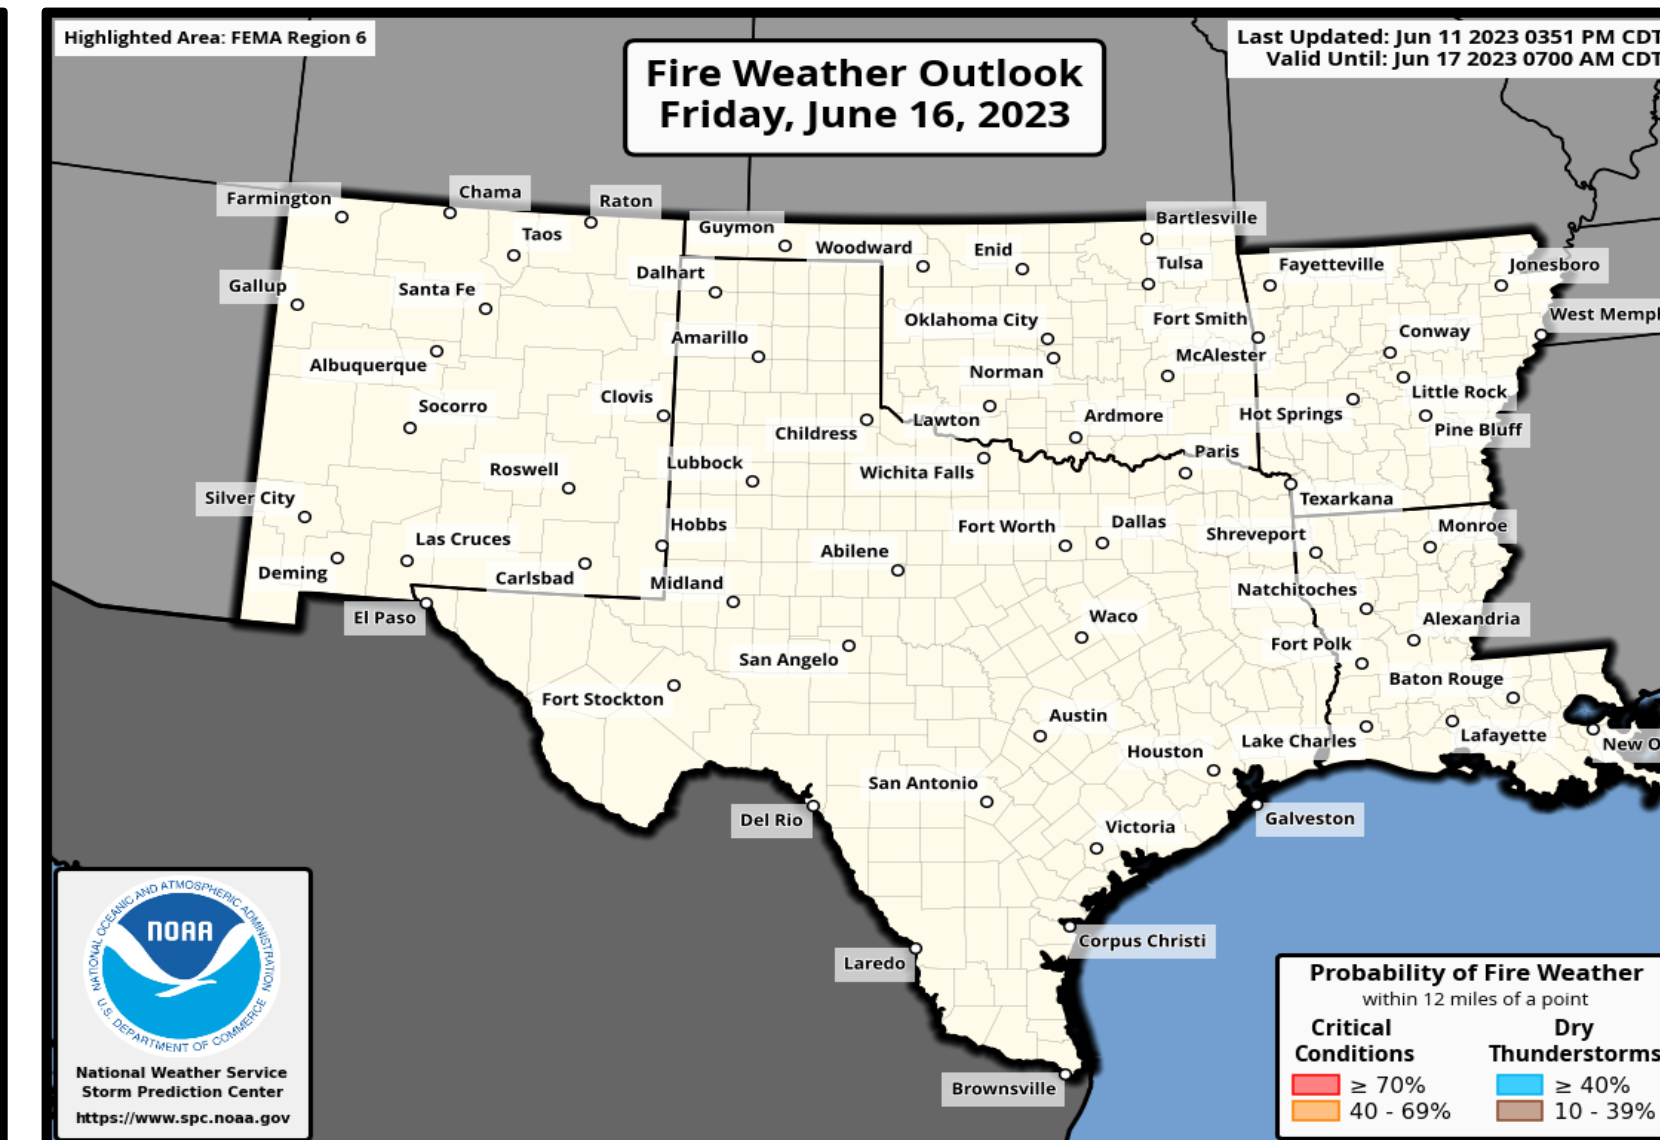 Highlighted Area: FEMA Region 6
Fire Weather Outlook
Friday, June 16, 2023
Last Updated: Jun 11 2023 0351 PM CDT
Valid Until: Jun 17 2023 0700 AM CDT
Farmington
Chama
Raton
Taos
Guymon
Woodward
Enid
Bartlesville
Tulsa
Fayetteville
Jonesboro
Gallup
Santa Fe
Dalhart
Oklahoma City
Fort Smith
West Memp
Albuquerque
Amarillo
Norman
McAlester
Conway
Socorro
Clovis
Childress
Lawton
Ardmore
Hot Springs
Little Rock
Pine Bluff
Roswell
Lubbock
Wichita Falls
Paris
Texarkana
Silver City
Las Cruces
Hobbs
Abilene
Fort Worth
Dallas
Shreveport
Monroe
Deming
Carlsbad
Midland
Natchitoches
El Paso
Waco
Alexandria
San Angelo
Fort Polk
Fort Stockton
Baton Rouge
Austin
Houston
Lake Charles
Lafayette
New O
San Antonio
Del Rio
Victoria
Galveston
Laredo
Corpus Christi
Brownsville
NATIONAL OCEANIC AND ATMOSPHERIC ADMINISTRATION
NOAA
U.S. DEPARTMENT OF COMMERCE
National Weather Service
Storm Prediction Center
https://www.spc.noaa.gov
Probability of Fire Weather
within 12 miles of a point
Critical Conditions
≥ 70%
40 - 69%
Dry Thunderstorms
≥ 40%
10 - 39%